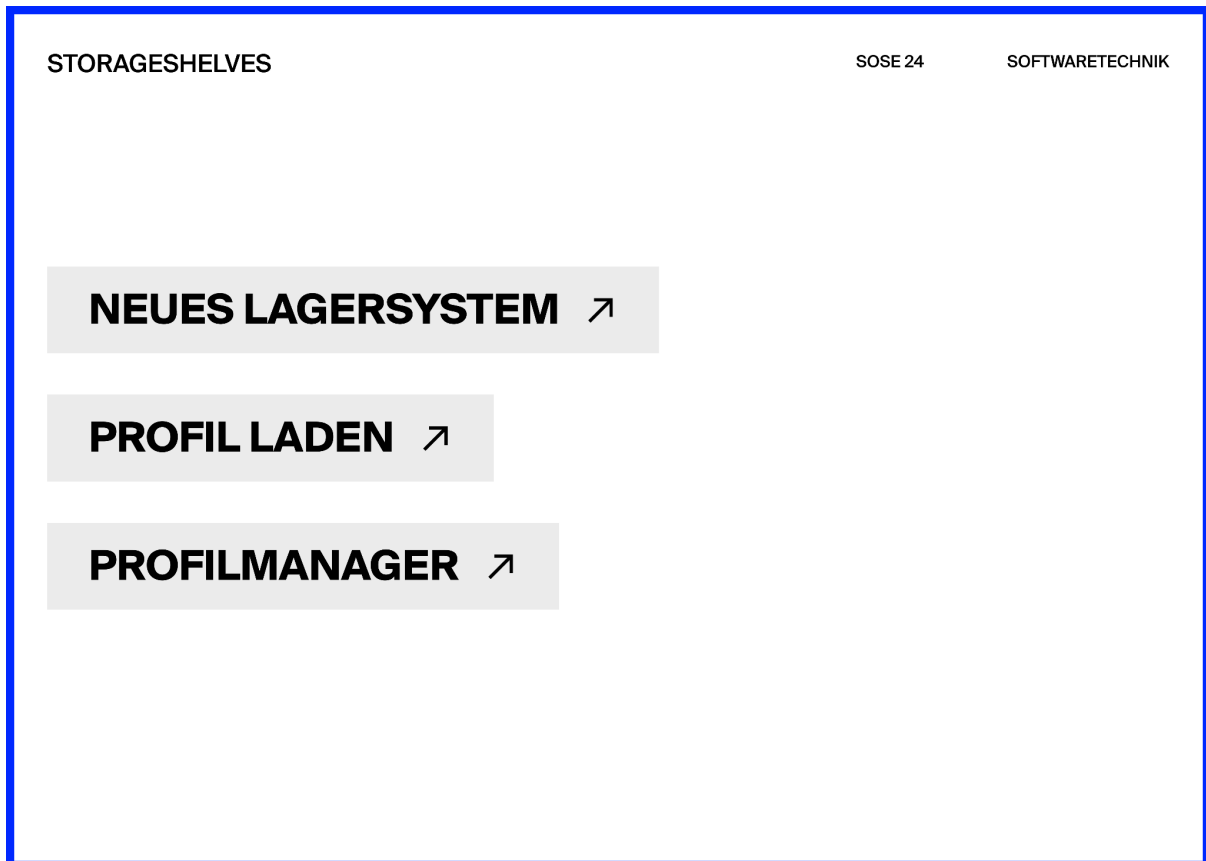 STORAGESHELVES
SOSE 24
SOFTWARETECHNIK
NEUES LAGERSYSTEM
PROFIL LADEN
PROFILMANAGER